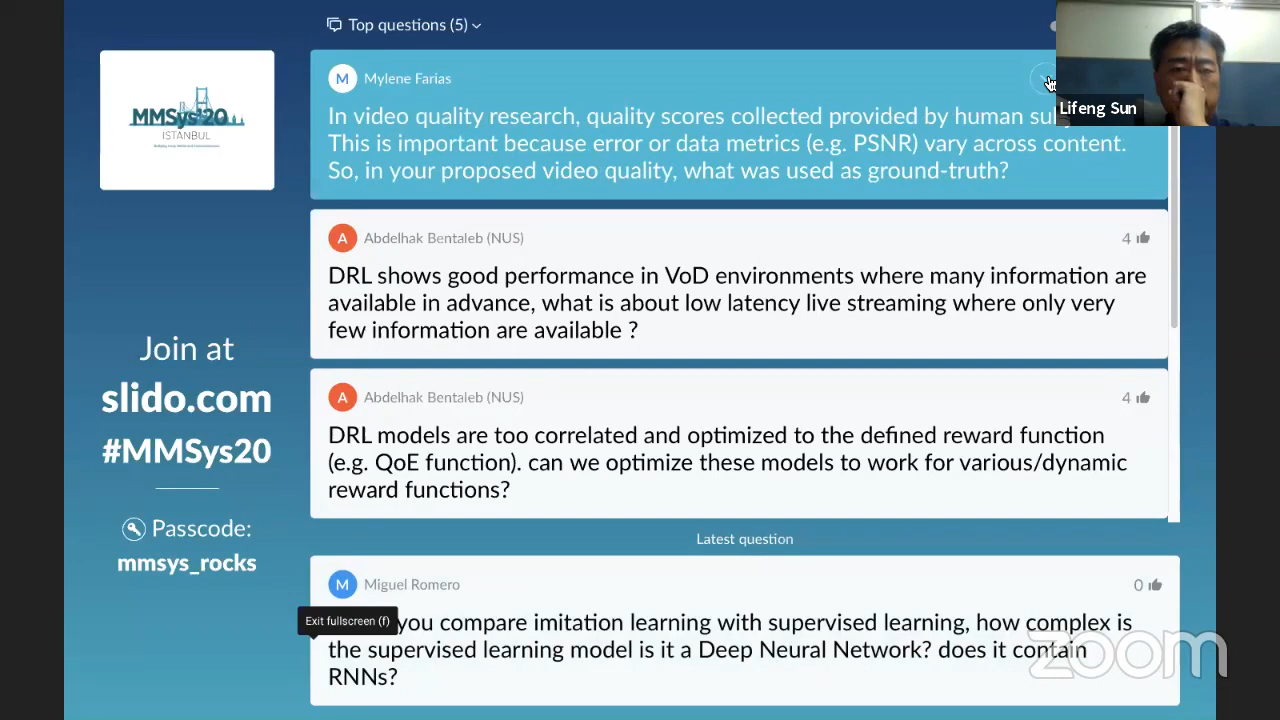 Top questions (5)
MMSys'20
ISTANBUL
M
Mylene Farias
In video quality research, quality scores collected provided by human
This is important because error or data metrics (e.g. PSNR) vary across content.
So, in your proposed video quality, what was used as ground-truth?
Lifeng Sun
A
Abdelhak Bentaleb (NUS)
4
DRL shows good performance in VoD environments where many information are
available in advance, what is about low latency live streaming where only very
few information are available ?
A
Abdelhak Bentaleb (NUS)
4
DRL models are too correlated and optimized to the defined reward function
(e.g. QoE function). can we optimize these models to work for various/dynamic
reward functions?
Join at
slido.com
#MMSys20
Passcode:
mmsys_rocks
Latest question
M
Miguel Romero
0
Exit fullscreen (f)
you compare imitation learning with supervised learning, how complex is
the supervised learning model is it a Deep Neural Network? does it contain
RNNs?
zoom